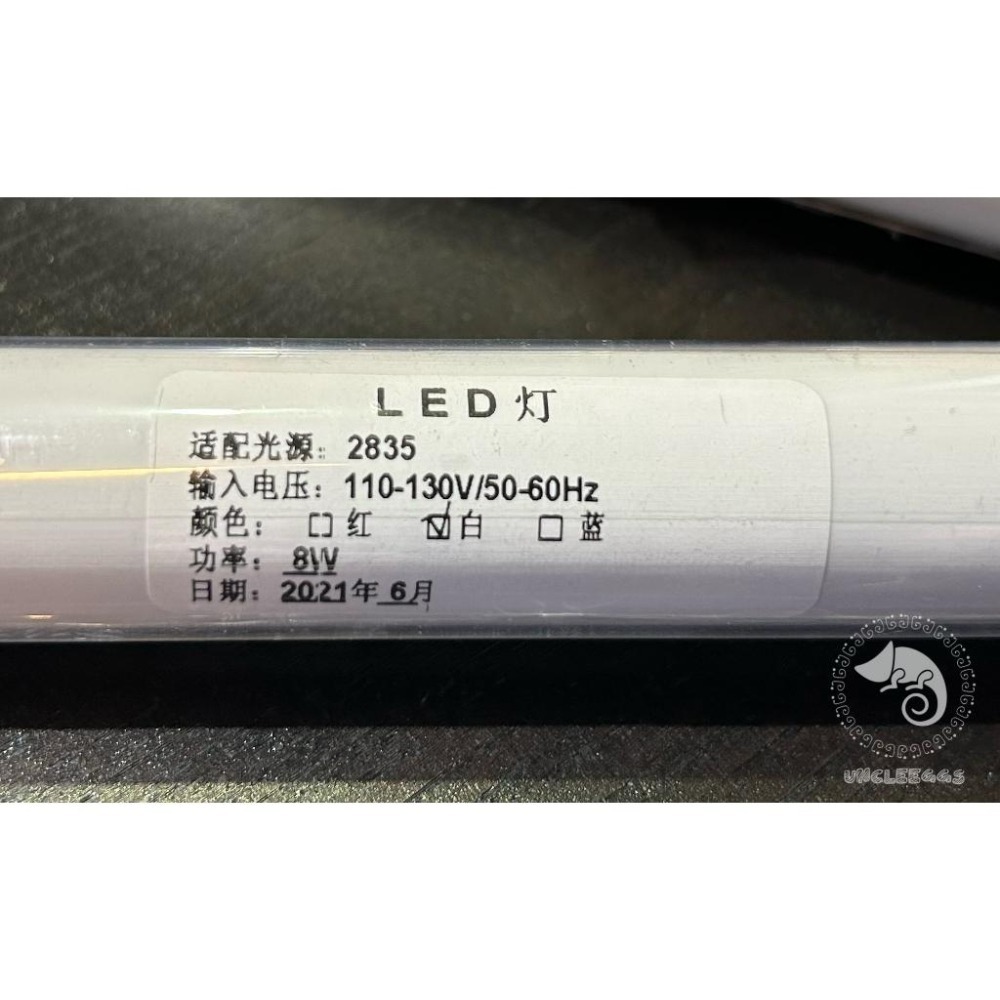 LED灯
适配光源：2835
输入电压：110-130V/50-60Hz
颜色：□红 ☑白 □蓝
功率：8W
日期：2021年6月
UNCLEEGGS